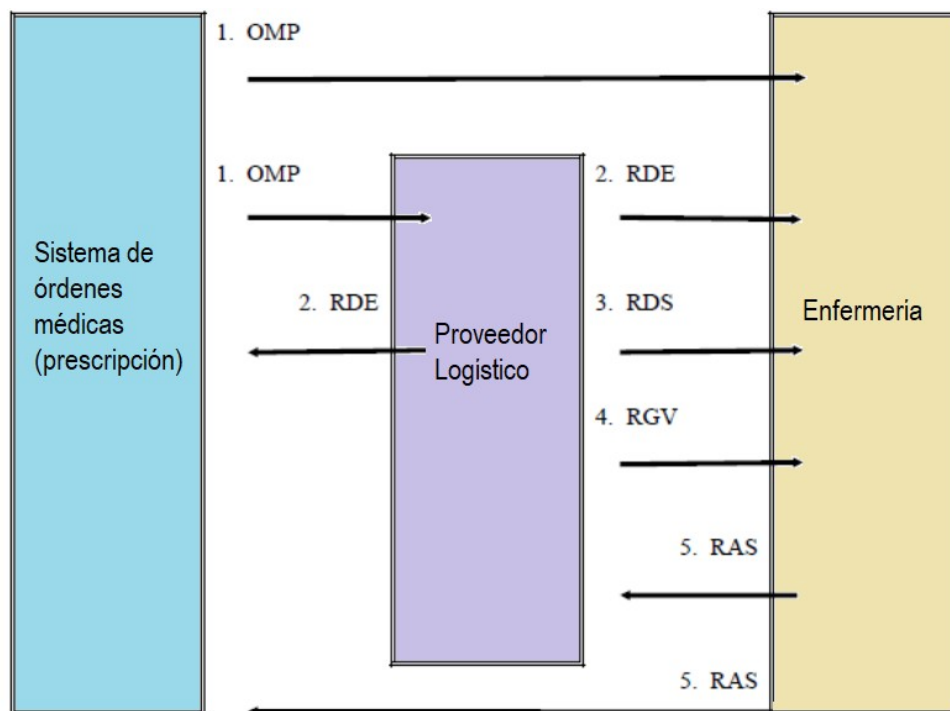 1. OMP
1. OMP
2. RDE
Sistema de
órdenes
médicas
(prescripción)
2. RDE
3. RDS
Enfermeria
Proveedor
Logístico
4. RGV
5. RAS
5. RAS